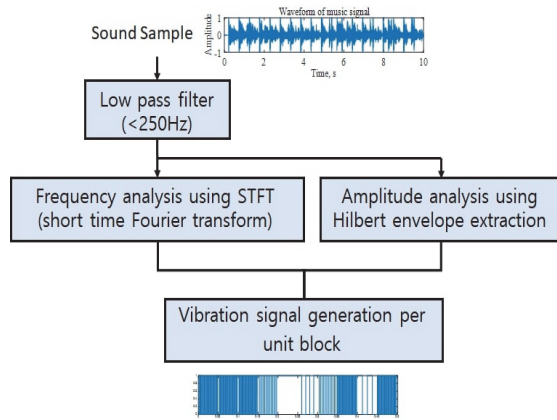 Waveform of music signal
Sound Sample
Amplitude
1
0
-1
0 2 4 6 8 10
Time, s
Low pass filter
(<250Hz)
Frequency analysis using STFT
(short time Fourier transform)
Amplitude analysis using
Hilbert envelope extraction
Vibration signal generation per
unit block